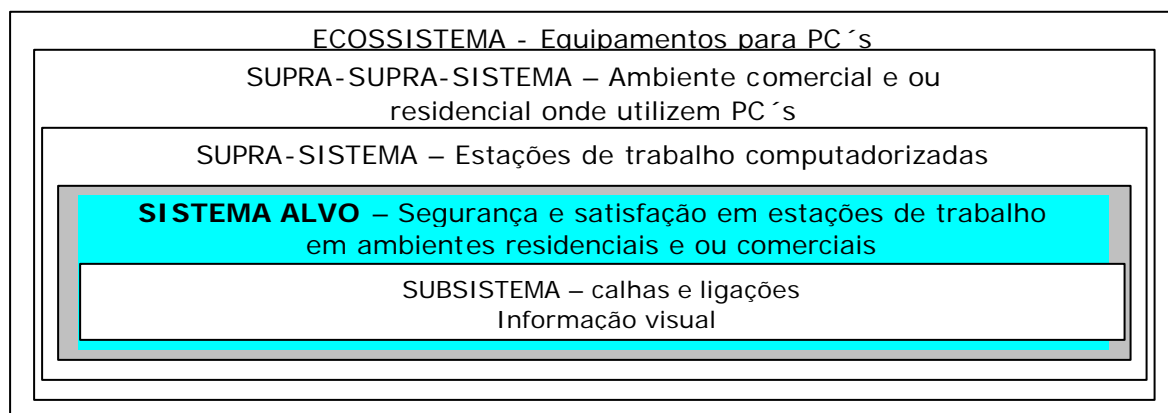 ECOSSISTEMA - Equipamentos para PC´s
SUPRA-SUPRA-SISTEMA – Ambiente comercial e ou
residencial onde utilizem PC´s
SUPRA-SISTEMA – Estações de trabalho computadorizadas
SISTEMA ALVO – Segurança e satisfação em estações de trabalho
em ambientes residenciais e ou comerciais
SUBSISTEMA – calhas e ligações
Informação visual